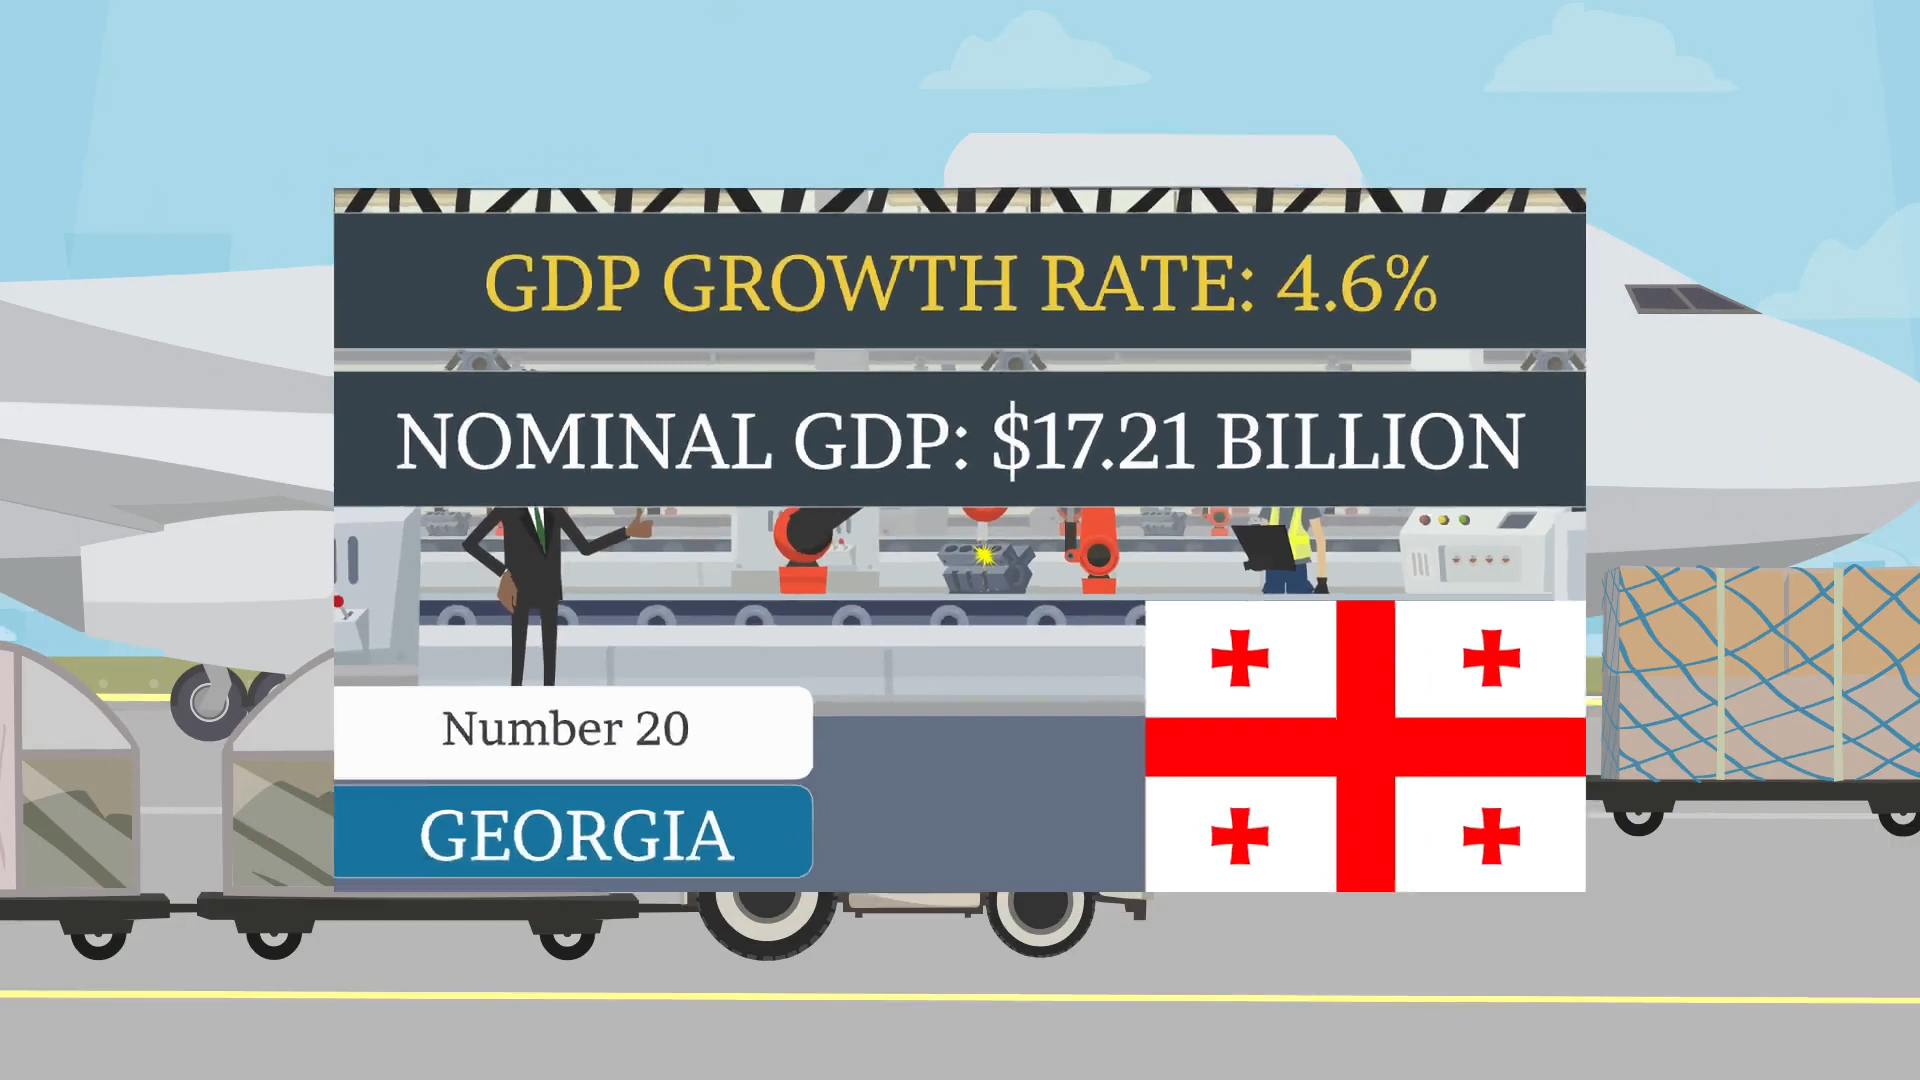 GDP GROWTH RATE: 4.6%
NOMINAL GDP: $17.21 BILLION
Number 20
GEORGIA